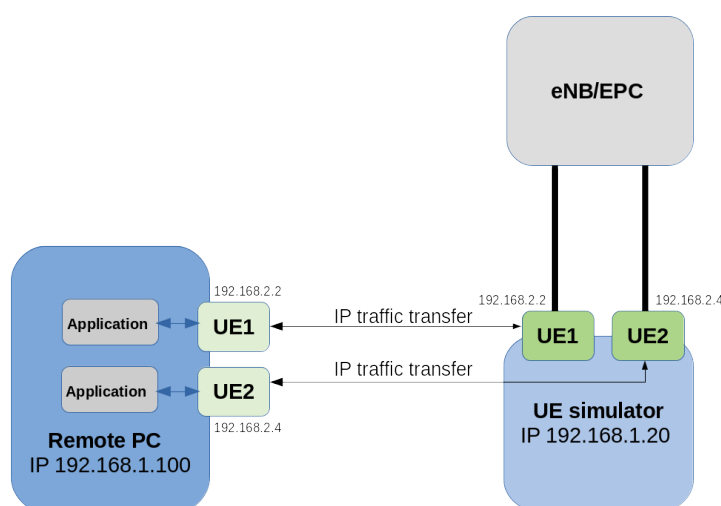 eNB/EPC
192.168.2.2
192.168.2.2
192.168.2.4
Application
UE1
IP traffic transfer
UE1
UE2
IP traffic transfer
Application
UE2
192.168.2.4
Remote PC
IP 192.168.1.100
UE simulator
IP 192.168.1.20